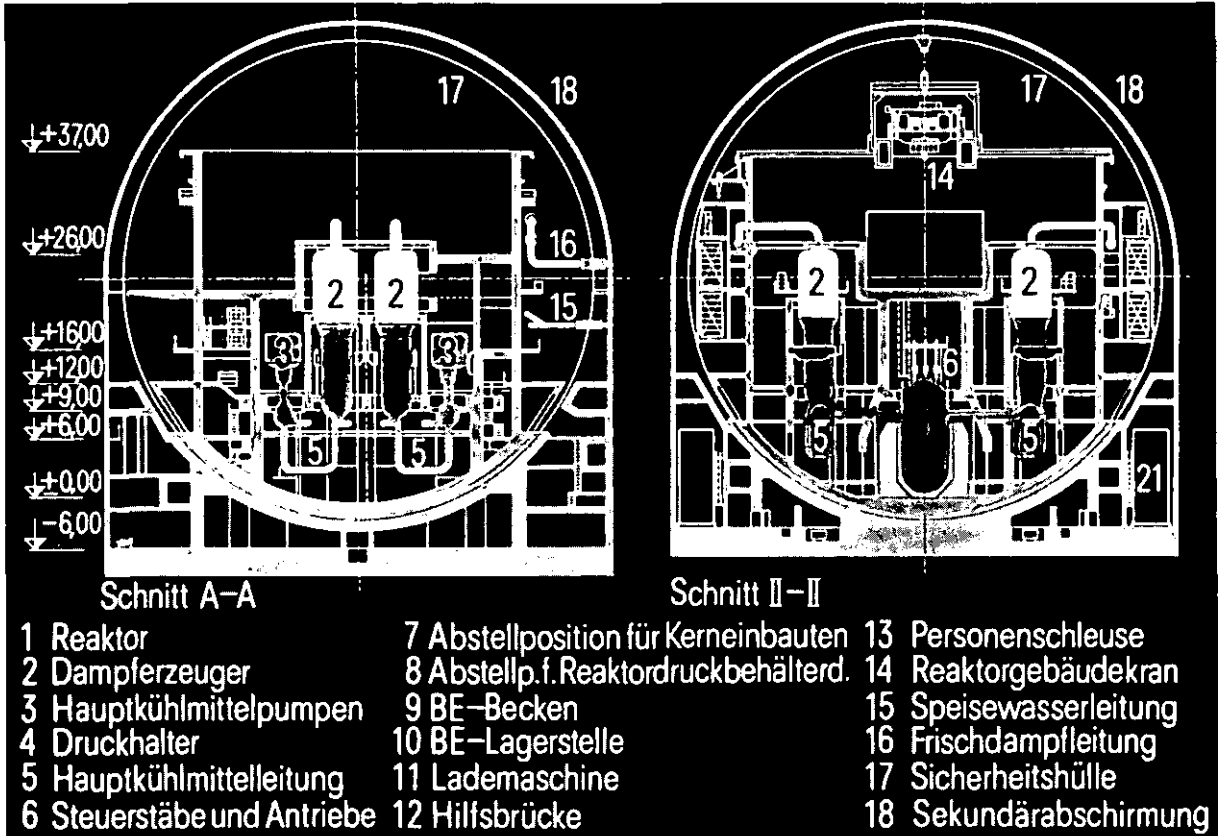 17
18
17
18
+37,00
14
+26,00
16
2
2
2
2
15
+16,00
3
3
+12,00
6
+9,00
+6,00
5
5
5
5
21
+0,00
-6,00
Schnitt A-A
Schnitt II-II
1 Reaktor
2 Dampferzeuger
3 Hauptkühlmittelpumpen
4 Druckhalter
5 Hauptkühlmittelleitung
6 Steuerstäbe und Antriebe
7 Abstellposition für Kerneinbauten
8 Abstellp.f. Reaktordruckbehälterd.
9 BE-Becken
10 BE-Lagerstelle
11 Lademaschine
12 Hilfsbrücke
13 Personenschleuse
14 Reaktorgebäudekran
15 Speisewasserleitung
16 Frischdampfleitung
17 Sicherheitshülle
18 Sekundärabschirmung